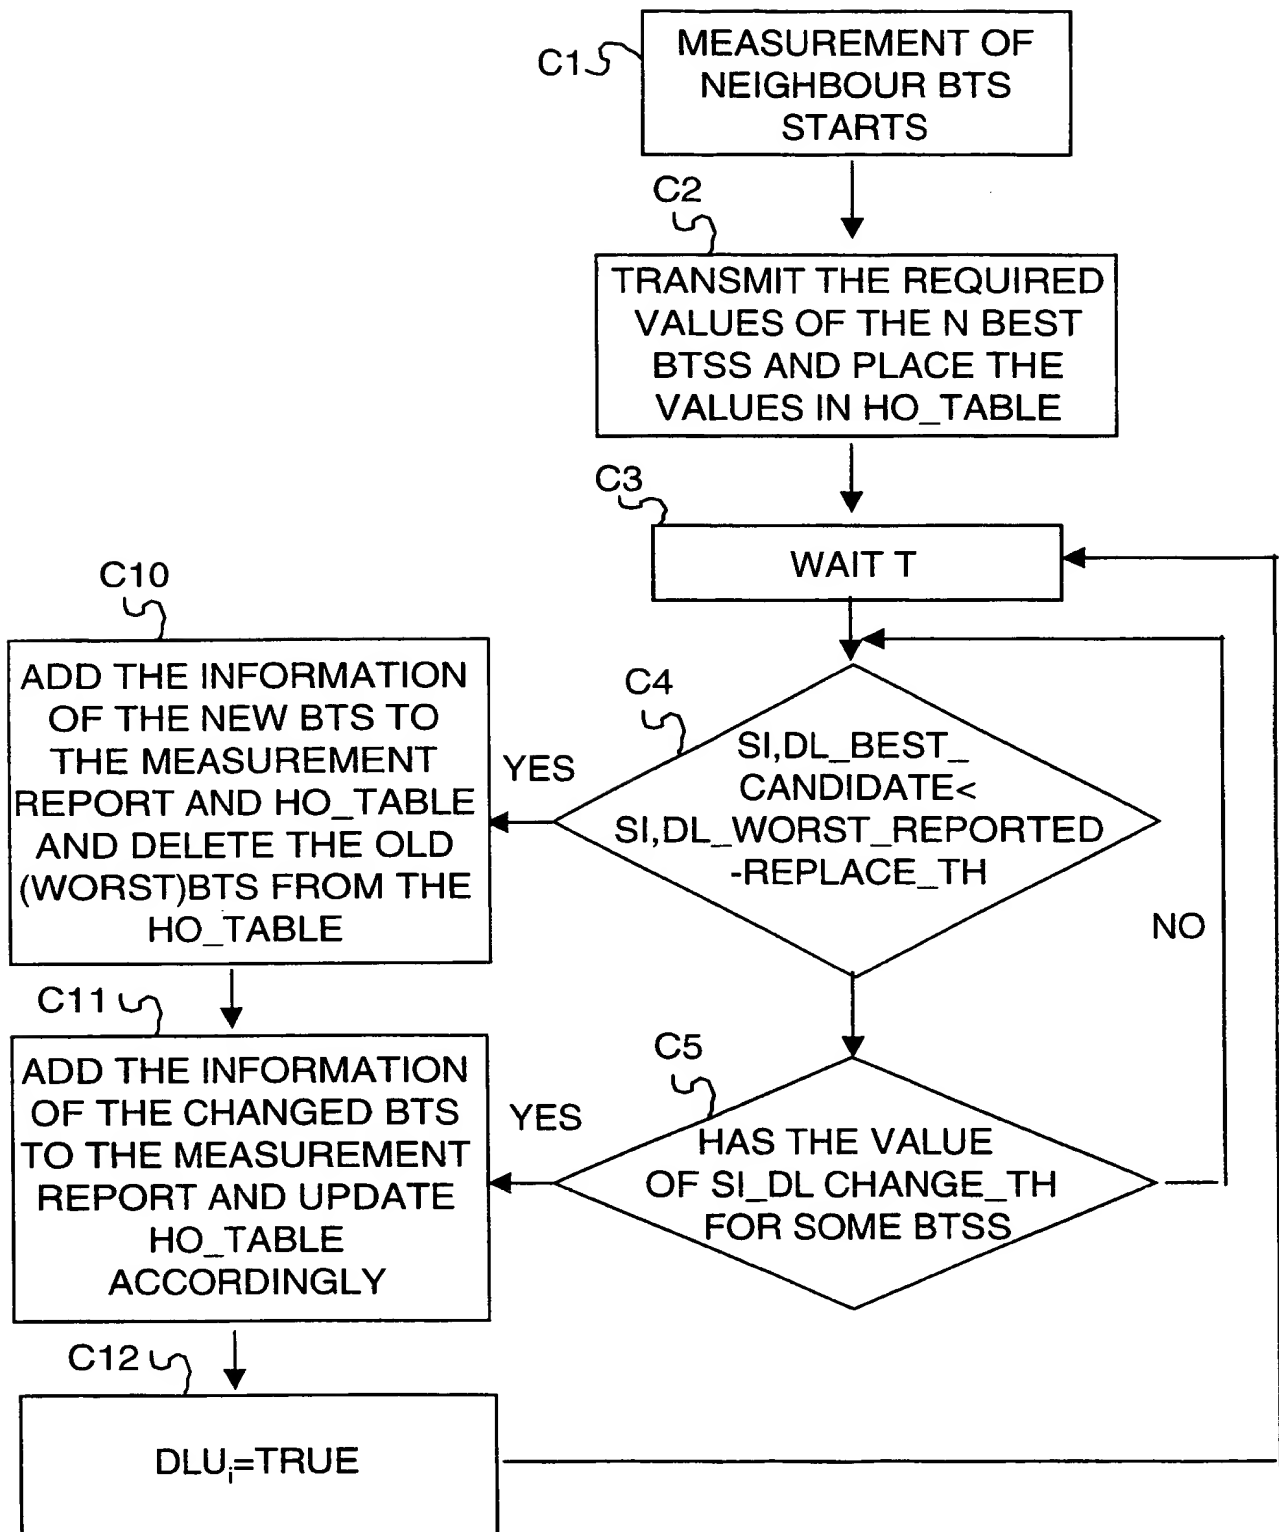 C1
MEASUREMENT OF
NEIGHBOUR BTS
STARTS
C2
TRANSMIT THE REQUIRED
VALUES OF THE N BEST
BTSS AND PLACE THE
VALUES IN HO_TABLE
C3
WAIT T
C4
SI,DL_BEST_
CANDIDATE<
SI,DL_WORST_REPORTED
-REPLACE_TH
YES
NO
C10
ADD THE INFORMATION
OF THE NEW BTS TO
THE MEASUREMENT
REPORT AND HO_TABLE
AND DELETE THE OLD
(WORST)BTS FROM THE
HO_TABLE
C5
HAS THE VALUE
OF SI_DL CHANGE_TH
FOR SOME BTSS
YES
C11
ADD THE INFORMATION
OF THE CHANGED BTS
TO THE MEASUREMENT
REPORT AND UPDATE
HO_TABLE
ACCORDINGLY
C12
DLUi=TRUE